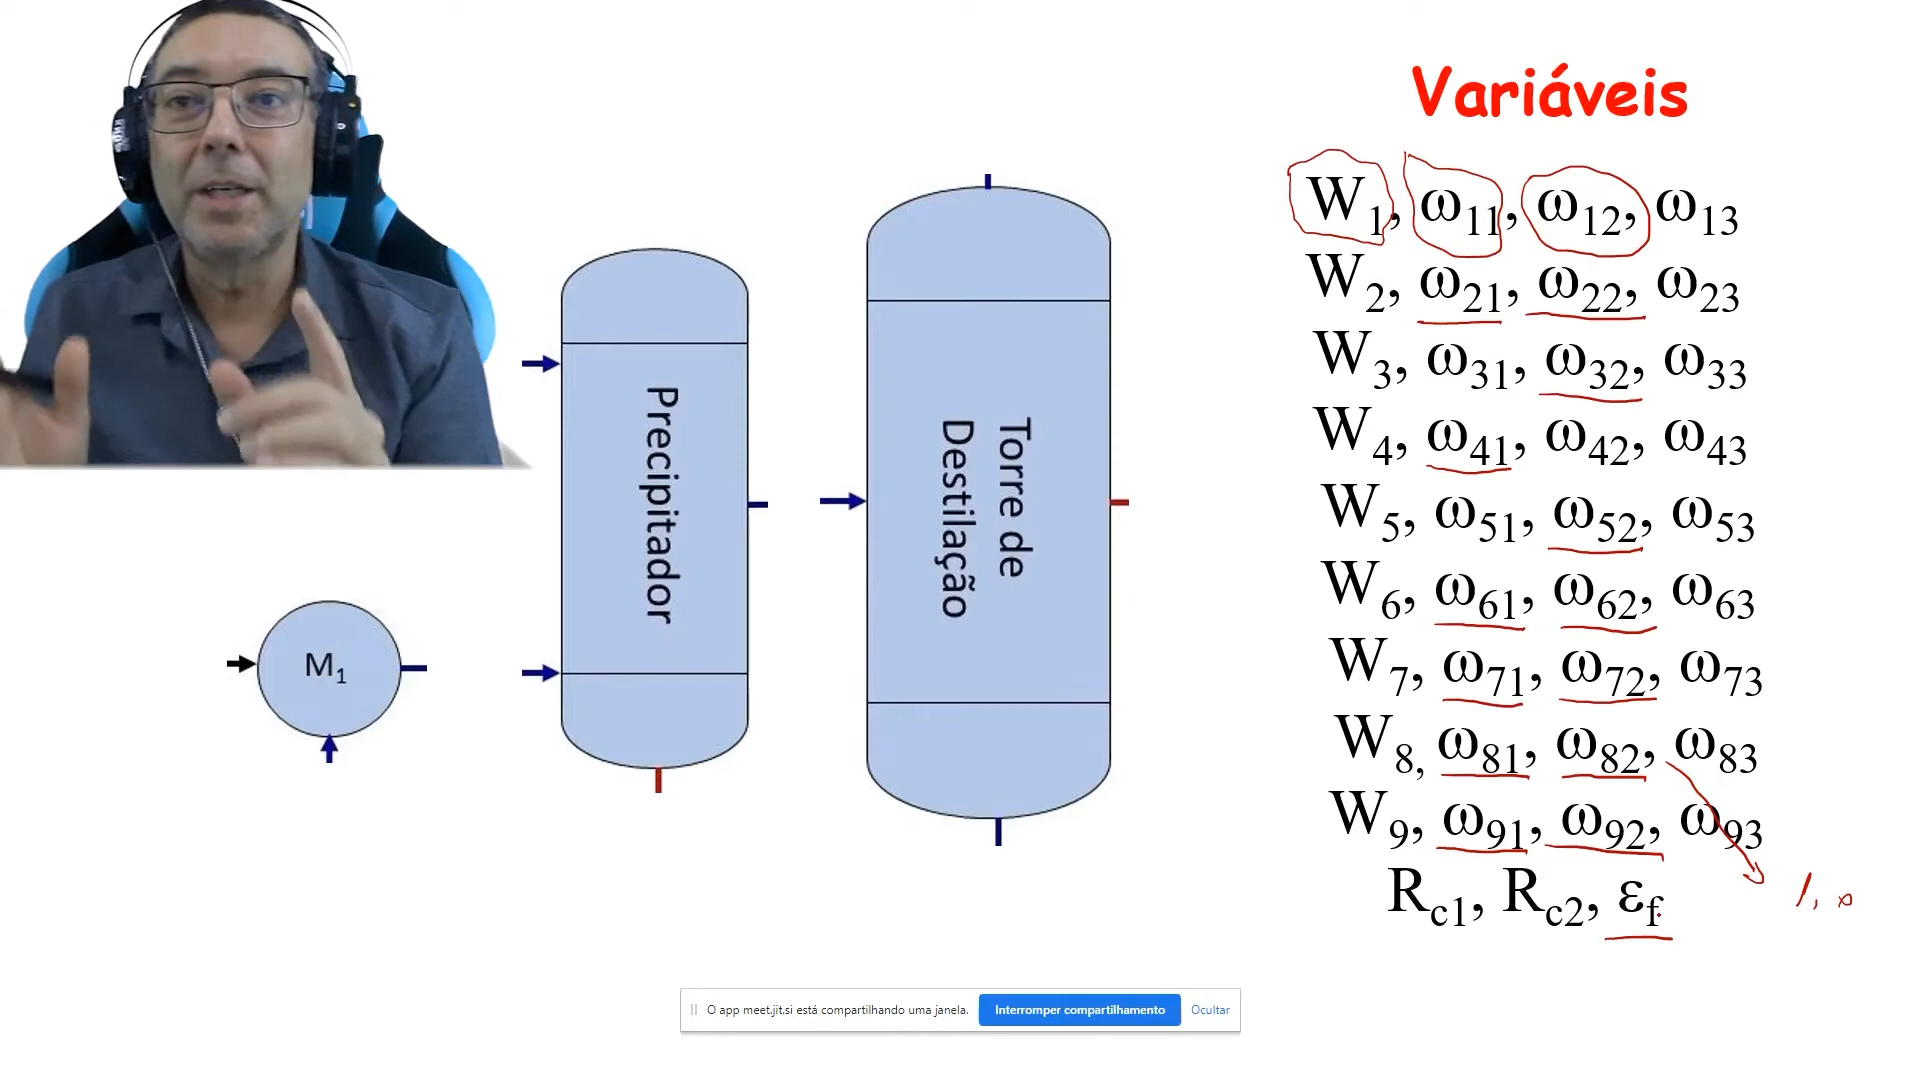 Variáveis
W1, ω11, ω12, ω13
W2, ω21, ω22, ω23
W3, ω31, ω32, ω33
W4, ω41, ω42, ω43
W5, ω51, ω52, ω53
W6, ω61, ω62, ω63
W7, ω71, ω72, ω73
W8, ω81, ω82, ω83
W9, ω91, ω92, ω93
Rc1, Rc2, εf
1,0
Precipitador
Torre de
Destilação
M1
O app meet.jit.si está compartilhando uma janela.
Interromper compartilhamento
Ocultar